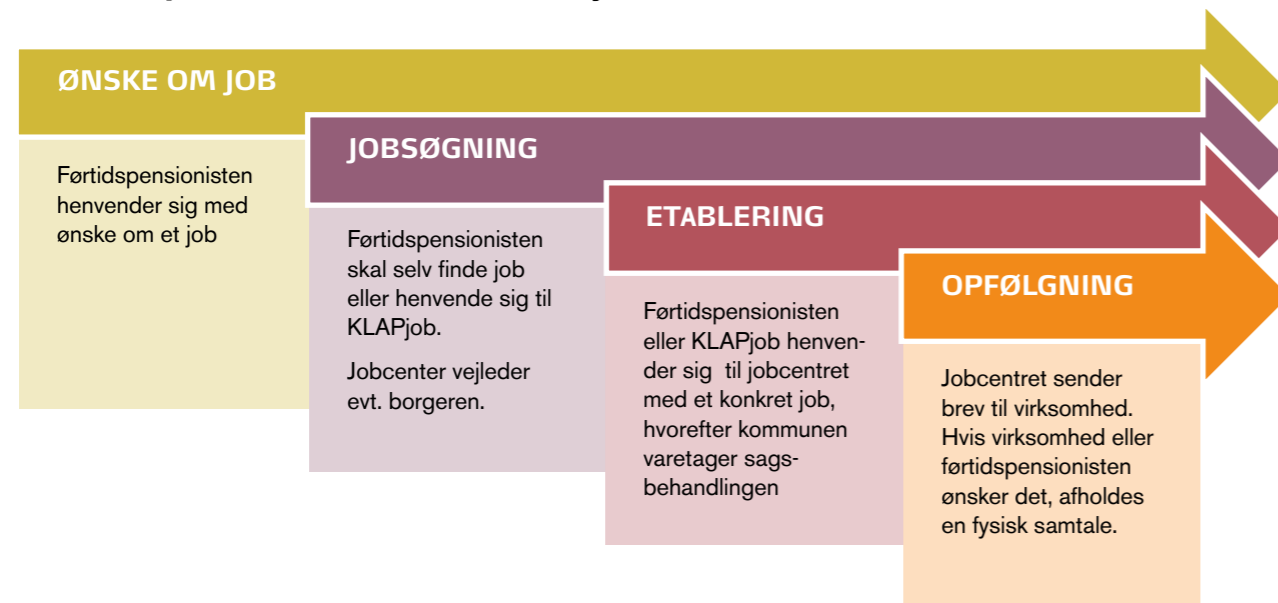 ØNSKE OM JOB
Førtidspensionisten
henvender sig med
ønske om et job
JOBSØGNING
Førtidspensionisten
skal selv finde job
eller henvende sig til
KLAPjob.
Jobcenter vejleder
evt. borgeren.
ETABLERING
Førtidspensionisten
eller KLAPjob henven-
der sig til jobcentret
med et konkret job,
hvorefter kommunen
varetager sags-
behandlingen
OPFØLGNING
Jobcentret sender
brev til virksomhed.
Hvis virksomhed eller
førtidspensionisten
ønsker det, afholdes
en fysisk samtale.